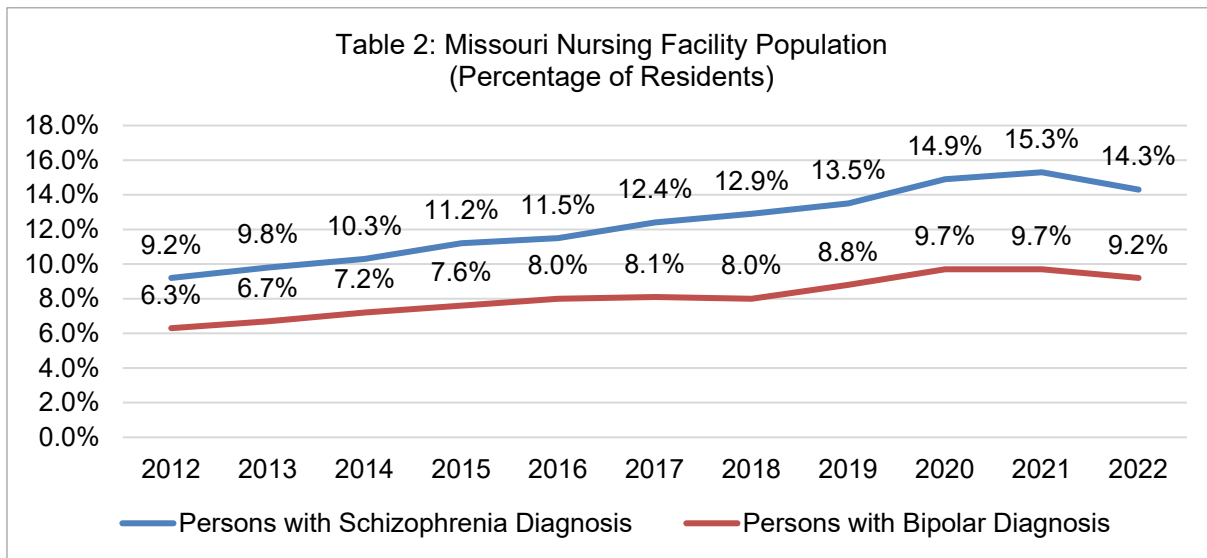 Table 2: Missouri Nursing Facility Population
(Percentage of Residents)
18.0%
16.0%
14.0%
12.0%
10.0%
8.0%
6.0%
4.0%
2.0%
0.0%
9.2% 9.8% 10.3% 11.2% 11.5% 12.4% 12.9% 13.5% 14.9% 15.3% 14.3%
6.3% 6.7% 7.2% 7.6% 8.0% 8.1% 8.0% 8.8% 9.7% 9.7% 9.2%
2012 2013 2014 2015 2016 2017 2018 2019 2020 2021 2022
Persons with Schizophrenia Diagnosis Persons with Bipolar Diagnosis